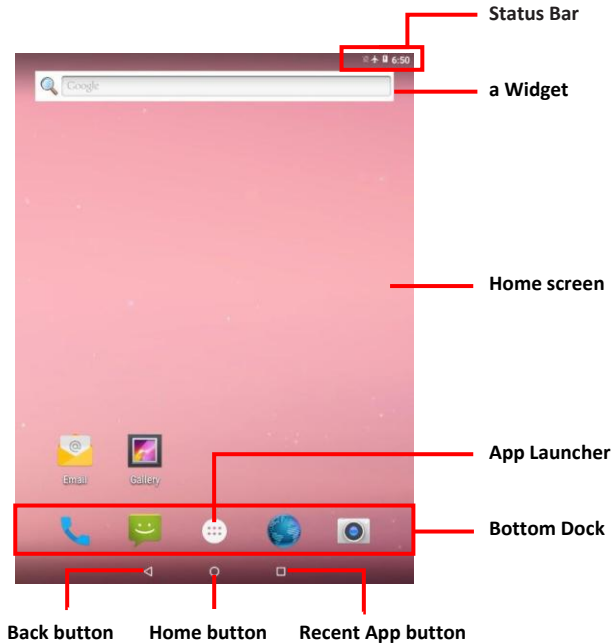 Status Bar
6:50
Google
a Widget
Home screen
Email
Gallery
App Launcher
Bottom Dock
Back button
Home button
Recent App button